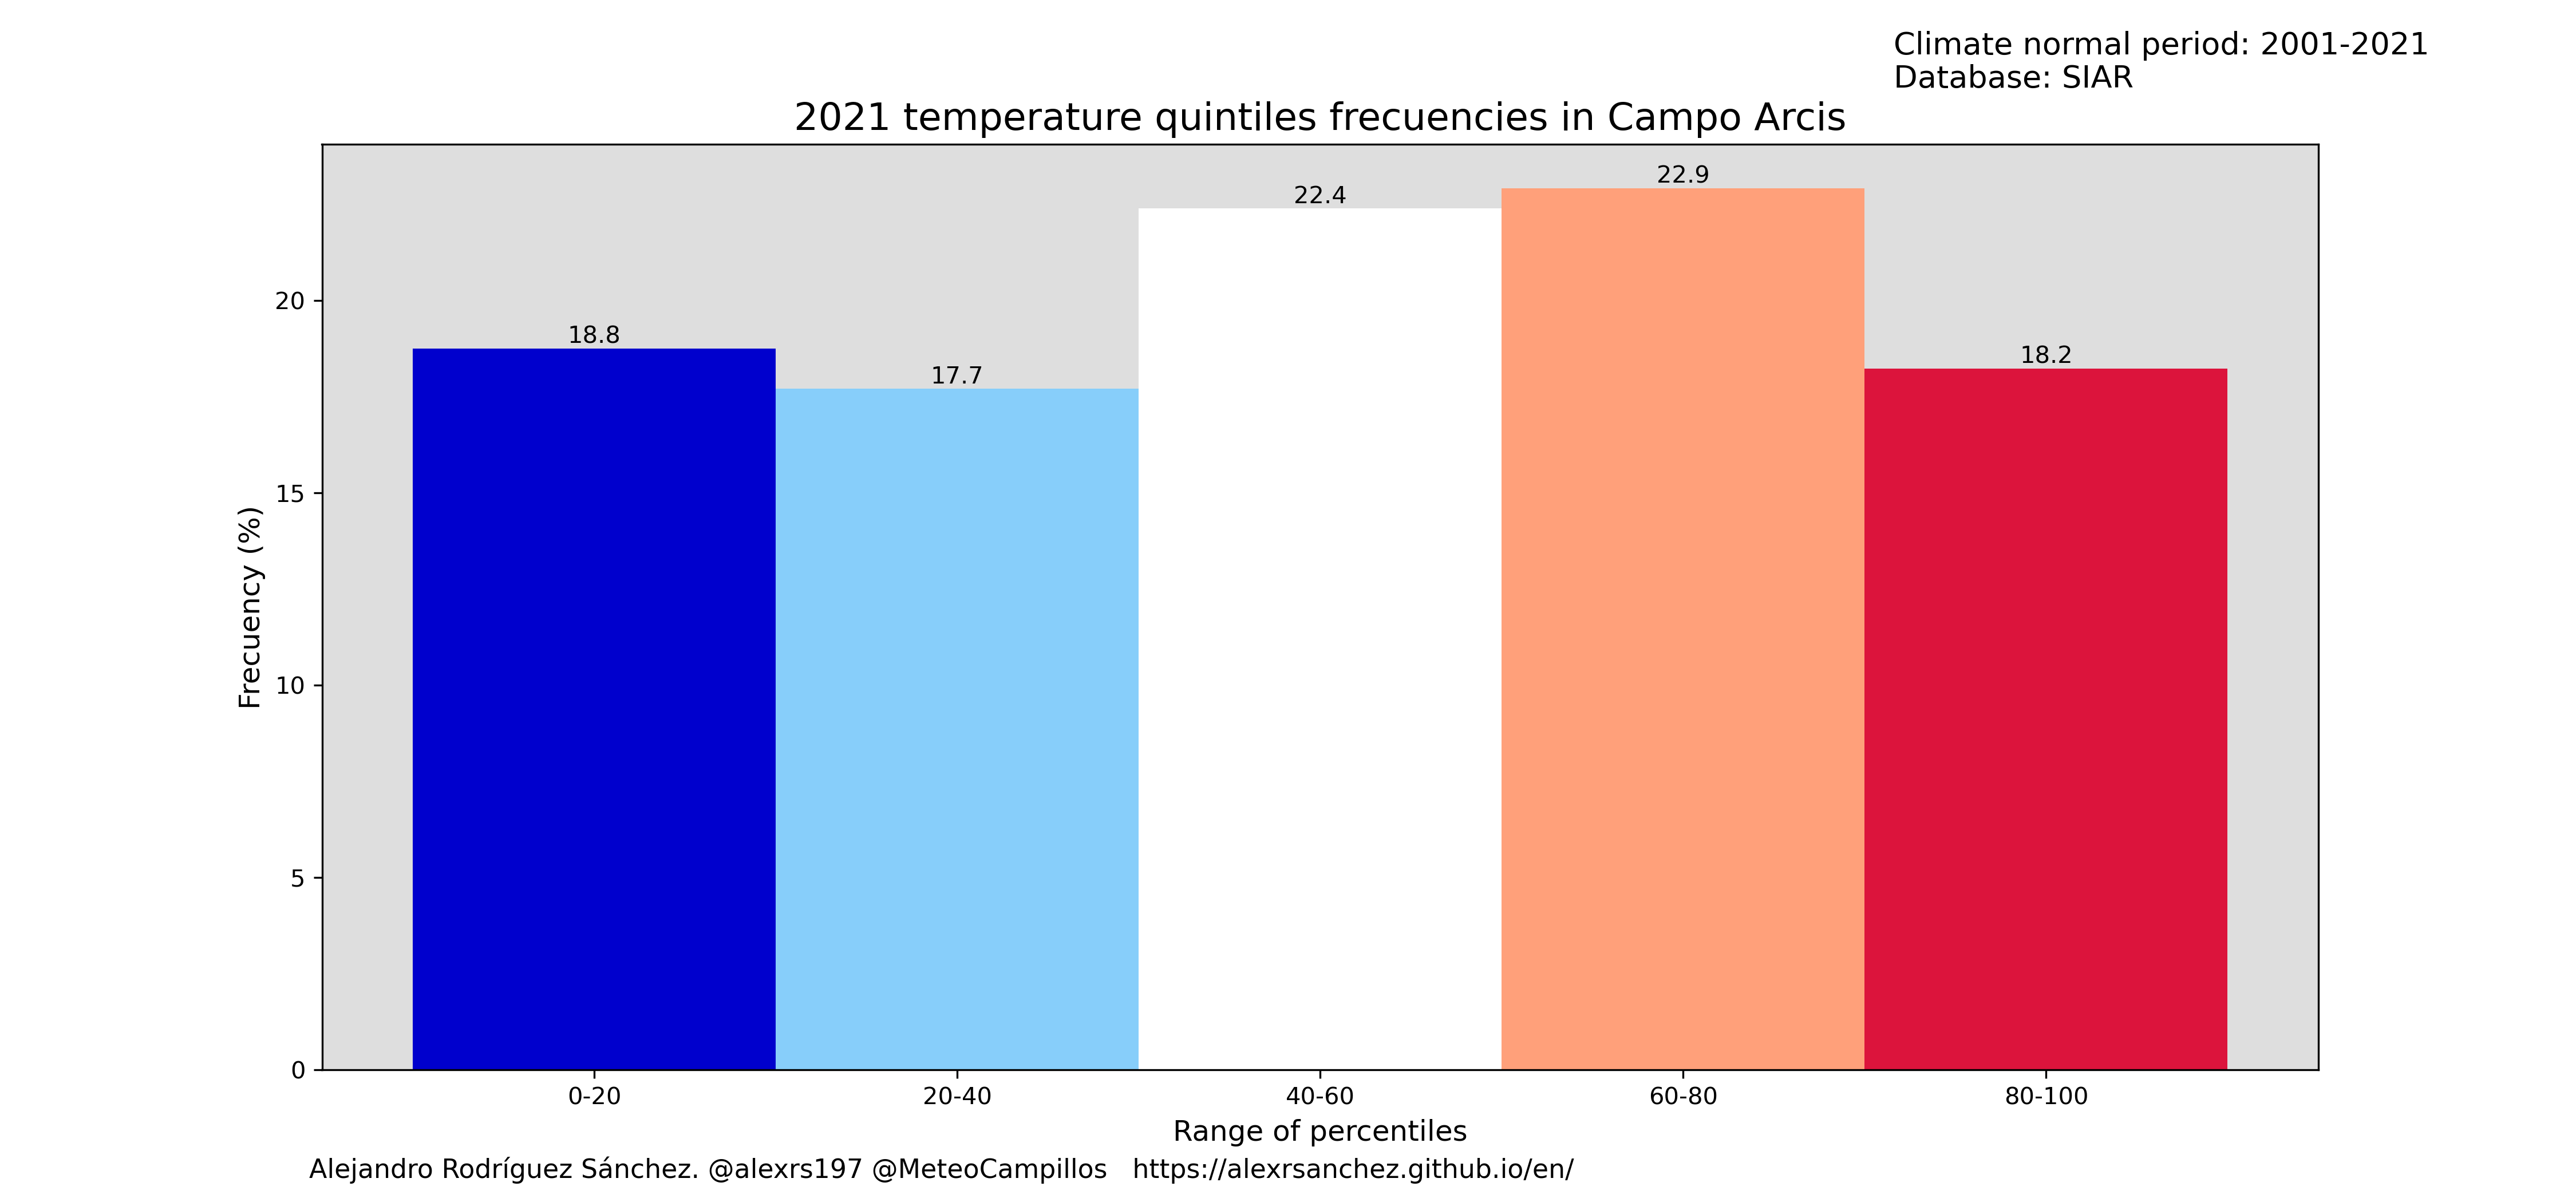 Climate normal period: 2001-2021
Database: SIAR
2021 temperature quintiles frecuencies in Campo Arcis
22.9
22.4
20
18.8
18.2
17.7
15
Frecuency (%)
10
5
0
0-20 20-40 40-60 60-80 80-100
Range of percentiles
Alejandro Rodríguez Sánchez. @alexrs197 @MeteoCampillos https://alexrsanchez.github.io/en/